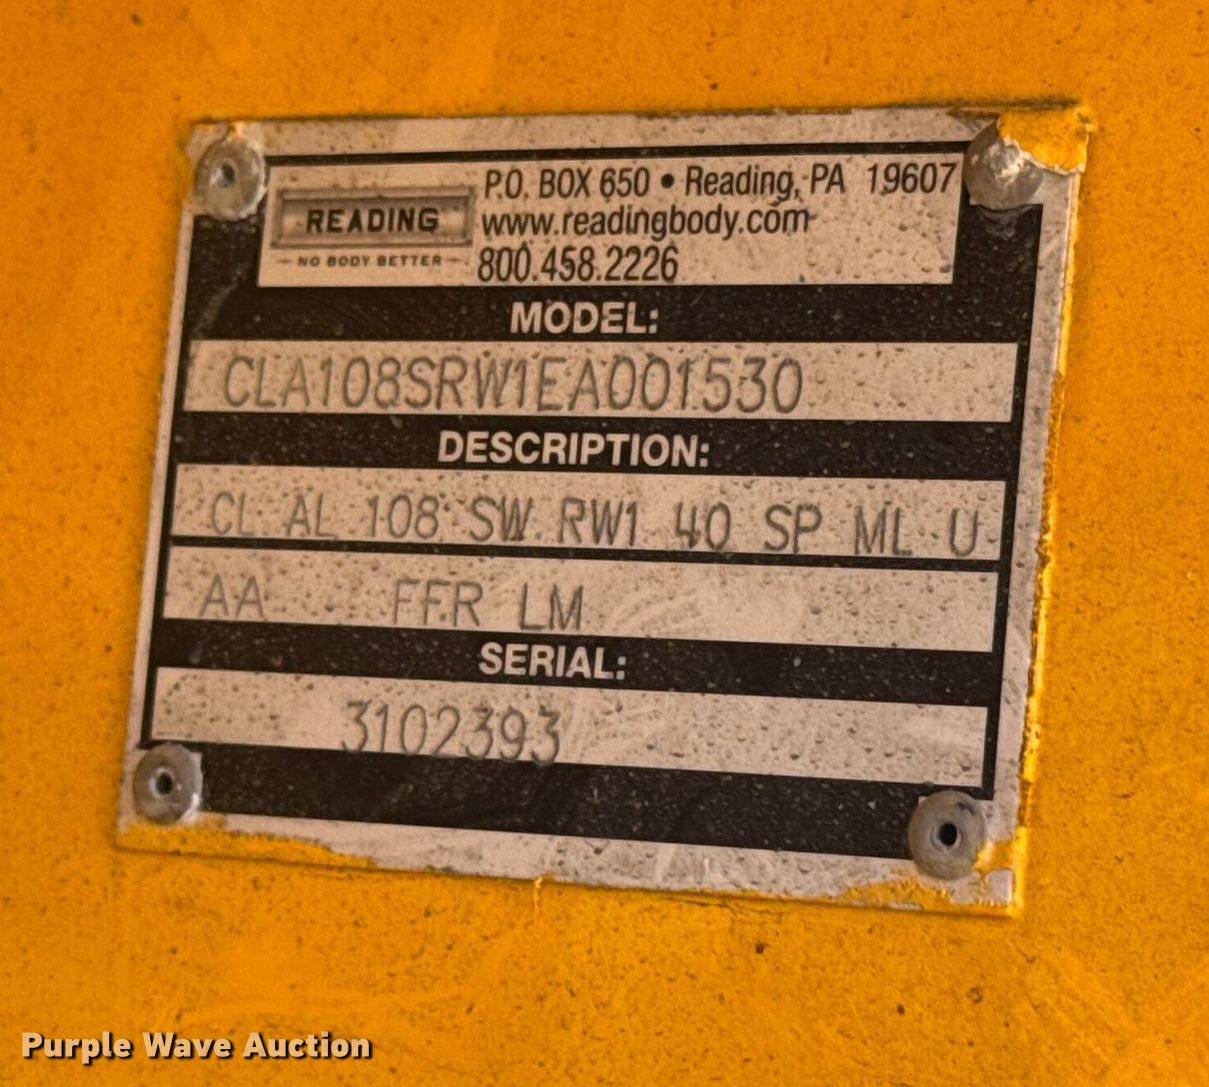 READING
NO BODY BETTER
P.O. BOX 650 • Reading, PA 19607
www.readingbody.com
800.458.2226
MODEL:
CLA108SRW1EA001530
DESCRIPTION:
CL AL 108 SW RW1 40 SP ML U
AA FFR LM
SERIAL:
3102393
Purple Wave Auction